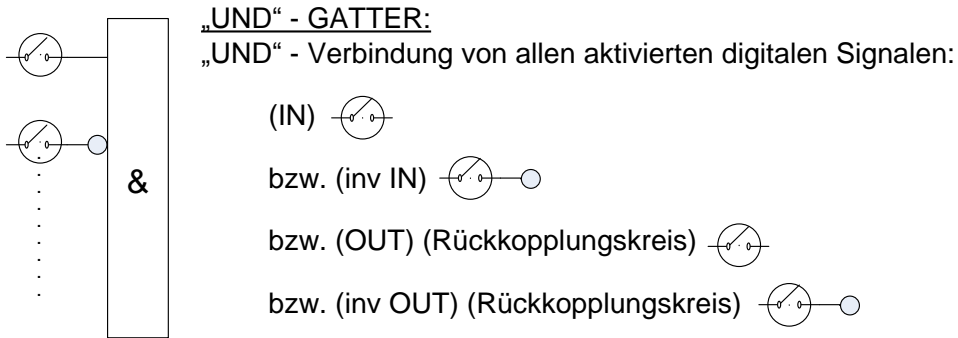 „UND“ - GATTER:
„UND“ - Verbindung von allen aktivierten digitalen Signalen:
(IN)
bzw. (inv IN)
&
bzw. (OUT) (Rückkopplungskreis)
bzw. (inv OUT) (Rückkopplungskreis)